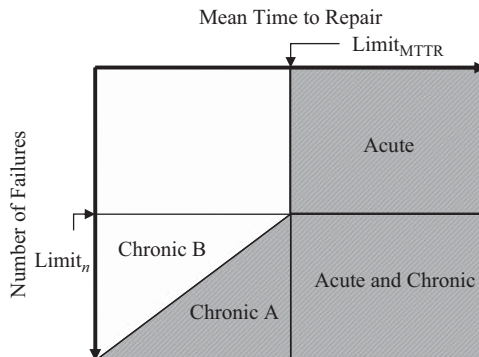 Mean Time to Repair
Limit_MTTR
Acute
Number of Failures
Limit_n
Chronic B
Chronic A
Acute and Chronic